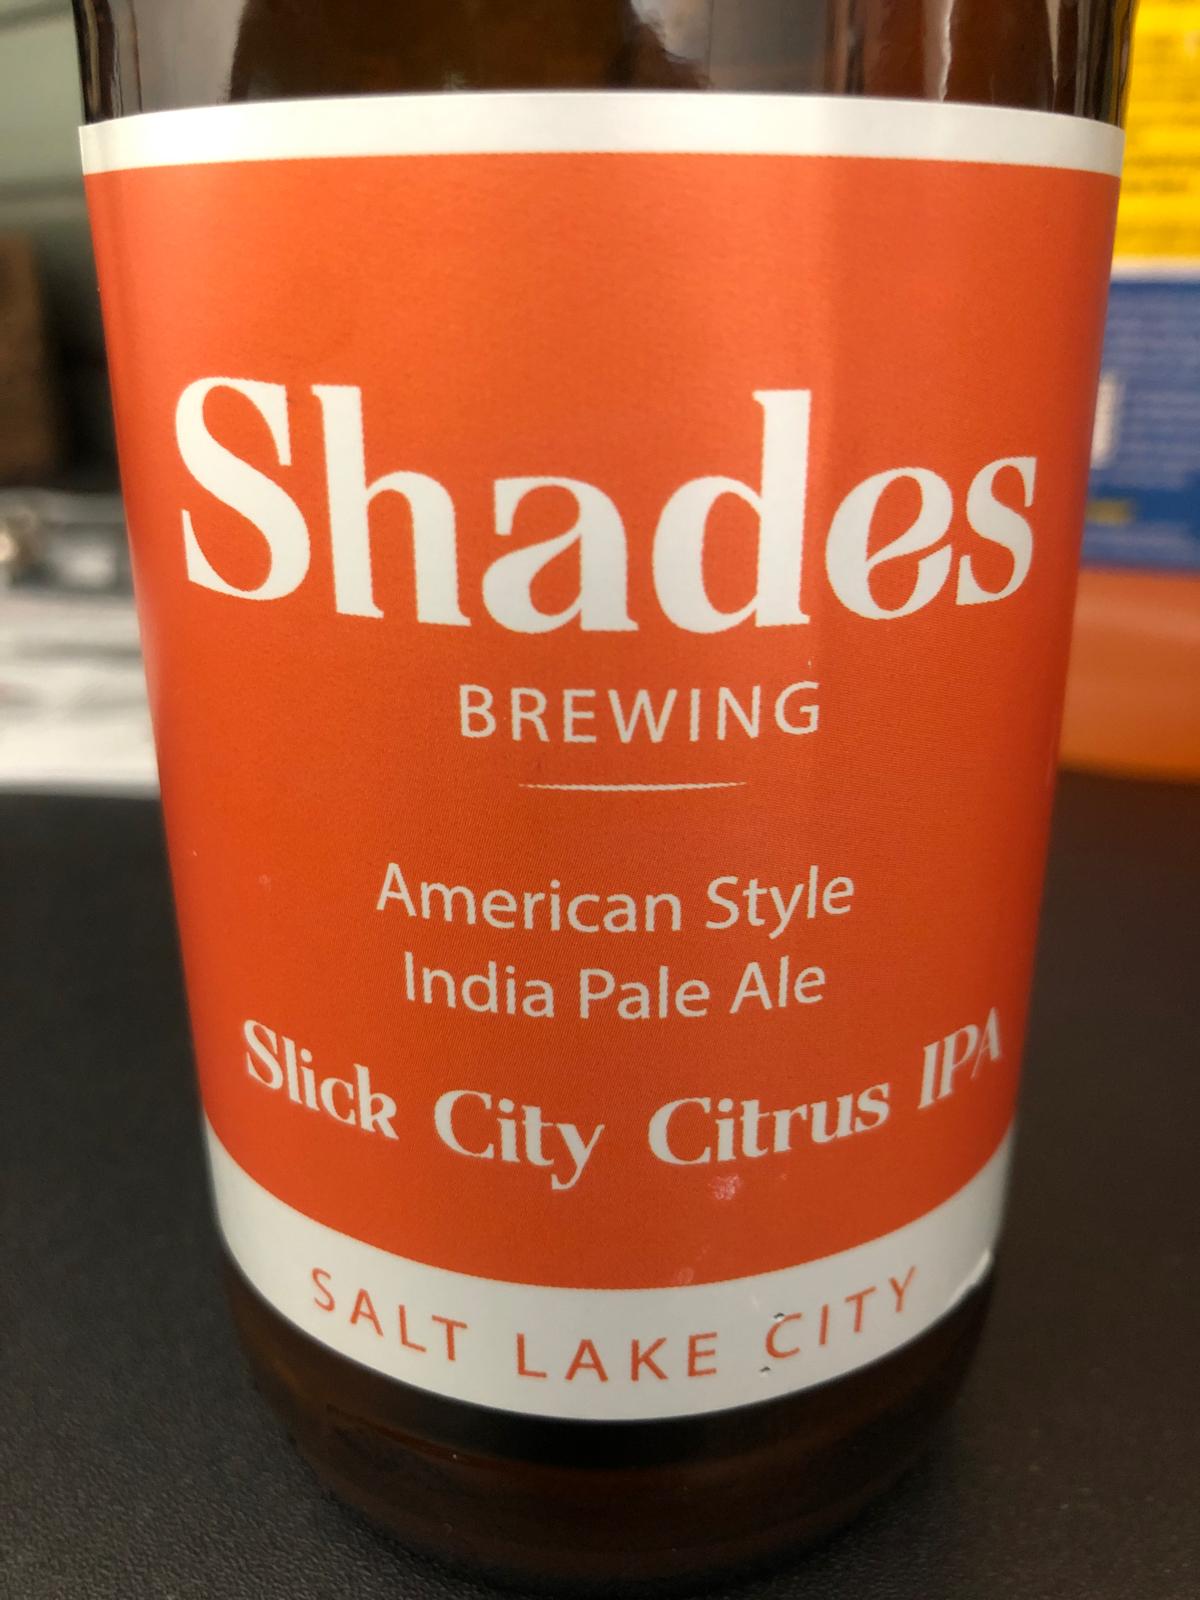 Shades
BREWING
American Style
India Pale Ale
Slick City Citrus IPA
SALT LAKE CITY